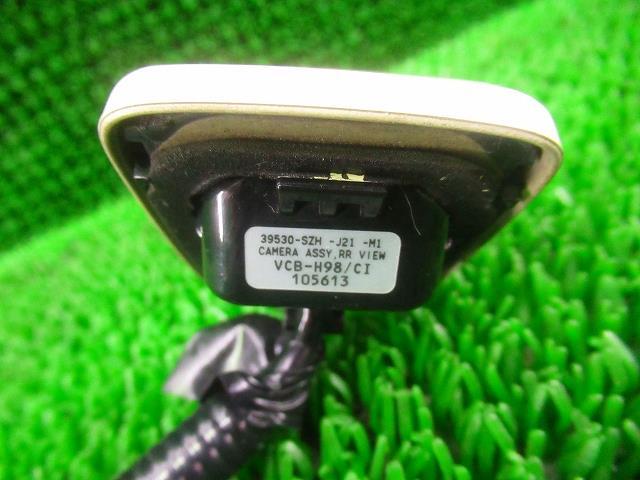 39530-SZH -J21 -M1
CAMERA ASSY,RR VIEW
VCB-H98/CI
105613